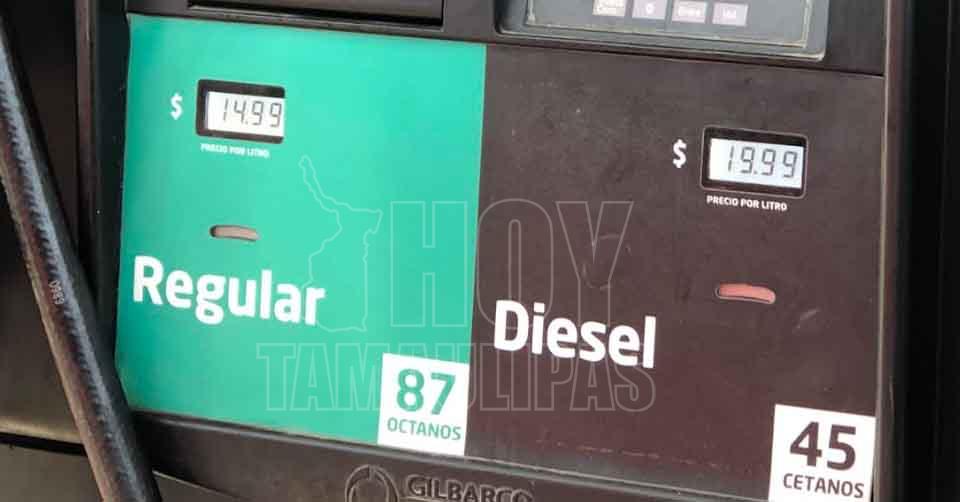 0
$ 14.99
PRECIO POR LITRO
Regular
87
OCTANOS
$ 19.99
PRECIO POR LITRO
Diesel
45
CETANOS
HOY
TAMAULIPAS
GILBARCO